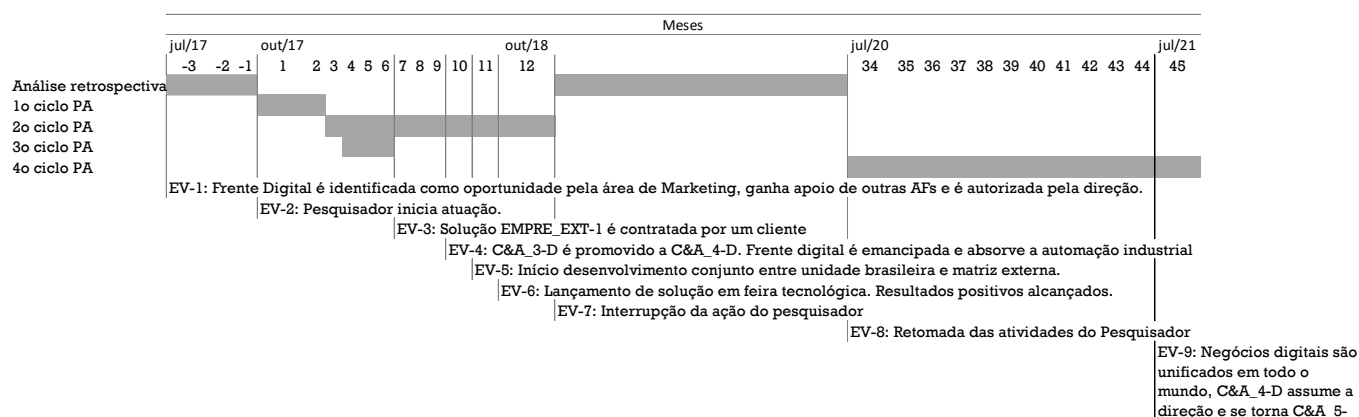 Meses
jul/17 out/17 out/18 jul/20 jul/21
-3 -2 -1 1 2 3 4 5 6 7 8 9 10 11 12 34 35 36 37 38 39 40 41 42 43 44 45
Análise retrospectiva
1o ciclo PA
2o ciclo PA
3o ciclo PA
4o ciclo PA
EV-1: Frente Digital é identificada como oportunidade pela área de Marketing, ganha apoio de outras AFs e é autorizada pela direção.
EV-2: Pesquisador inicia atuação.
EV-3: Solução EMPRE_EXT-1 é contratada por um cliente
EV-4: C&A_3-D é promovido a C&A_4-D. Frente digital é emancipada e absorve a automação industrial
EV-5: Início desenvolvimento conjunto entre unidade brasileira e matriz externa.
EV-6: Lançamento de solução em feira tecnológica. Resultados positivos alcançados.
EV-7: Interrupção da ação do pesquisador
EV-8: Retomada das atividades do Pesquisador
EV-9: Negócios digitais são
unificados em todo o
mundo, C&A_4-D assume a
direção e se torna C&A_5-